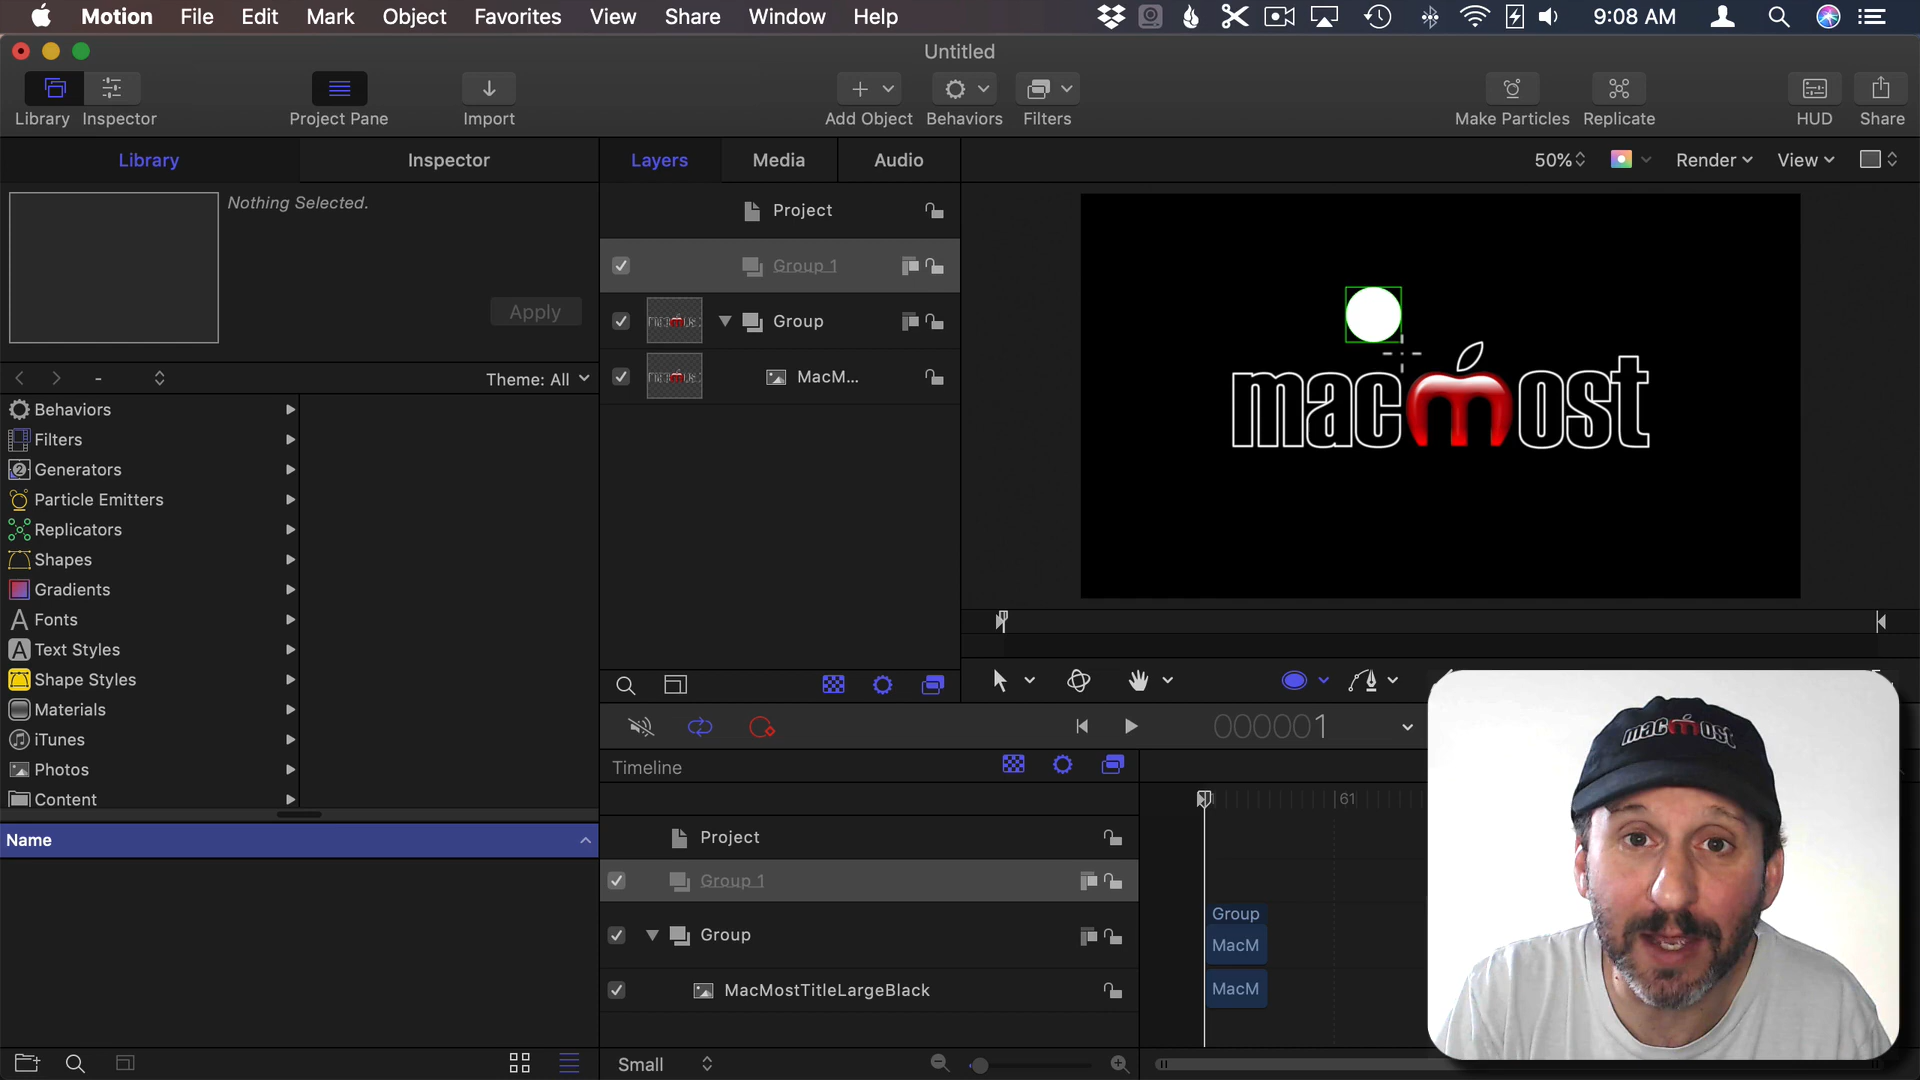 Motion File Edit Mark Object Favorites View Share Window Help 9:08 AM
Untitled
Library Inspector Project Pane Import Add Object Behaviors Filters Make Particles Replicate HUD Share
Library Inspector Layers Media Audio 50% Render View
Nothing Selected.
Apply
Project
Group 1
Group
MacM...
macmost
- Theme: All
Behaviors
Filters
Generators
Particle Emitters
Replicators
Shapes
Gradients
Fonts
Text Styles
Shape Styles
Materials
iTunes
Photos
Content
Name
000001
Timeline
61
Project
Group 1
Group
MacMostTitleLargeBlack
Group
MacM
MacM
Small
macmost